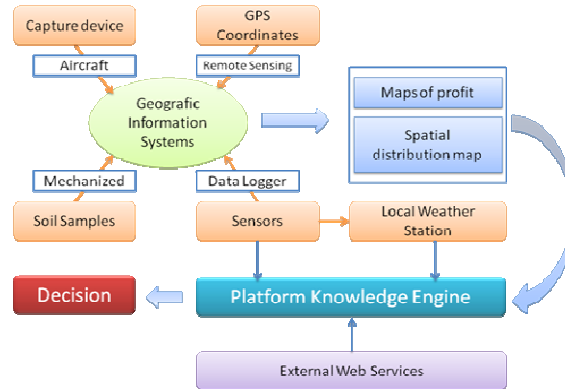 Capture device
GPS
Coordinates
Aircraft
Remote Sensing
Geografic
Information
Systems
Maps of profit
Spatial
distribution map
Mechanized
Data Logger
Soil Samples
Sensors
Local Weather
Station
Decision
Platform Knowledge Engine
External Web Services